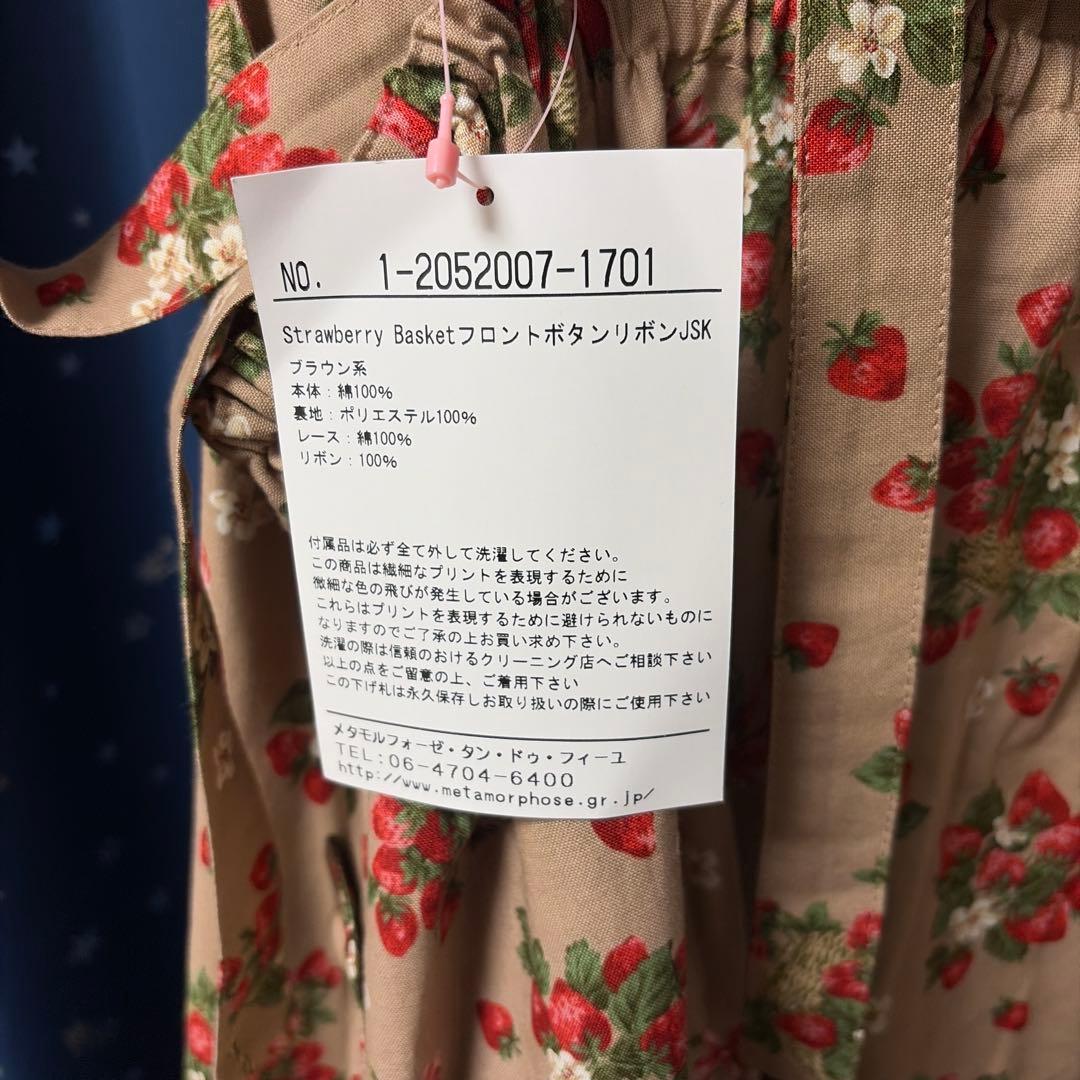 NO. 1-2052007-1701
Strawberry BasketフロントボタンリボンJSK
ブラウン系
本体：綿100%
裏地：ポリエステル100%
レース：綿100%
リボン：100%
付属品は必ず全て外して洗濯してください。
この商品は繊細なプリントを表現するために
微細な色の飛びが発生している場合がございます。
これらはプリントを表現するために避けられないものに
なりますのでご了承の上お買い求め下さい。
洗濯の際は信頼のおけるクリーニング店へご相談下さい
以上の点をご留意の上、ご着用下さい
この下げ札は永久保存しお取り扱いの際にご使用下さい
メタモルフォーゼ・タン・ドゥ・フィーユ
TEL:06-4704-6400
http://www.metamorphose.gr.jp/